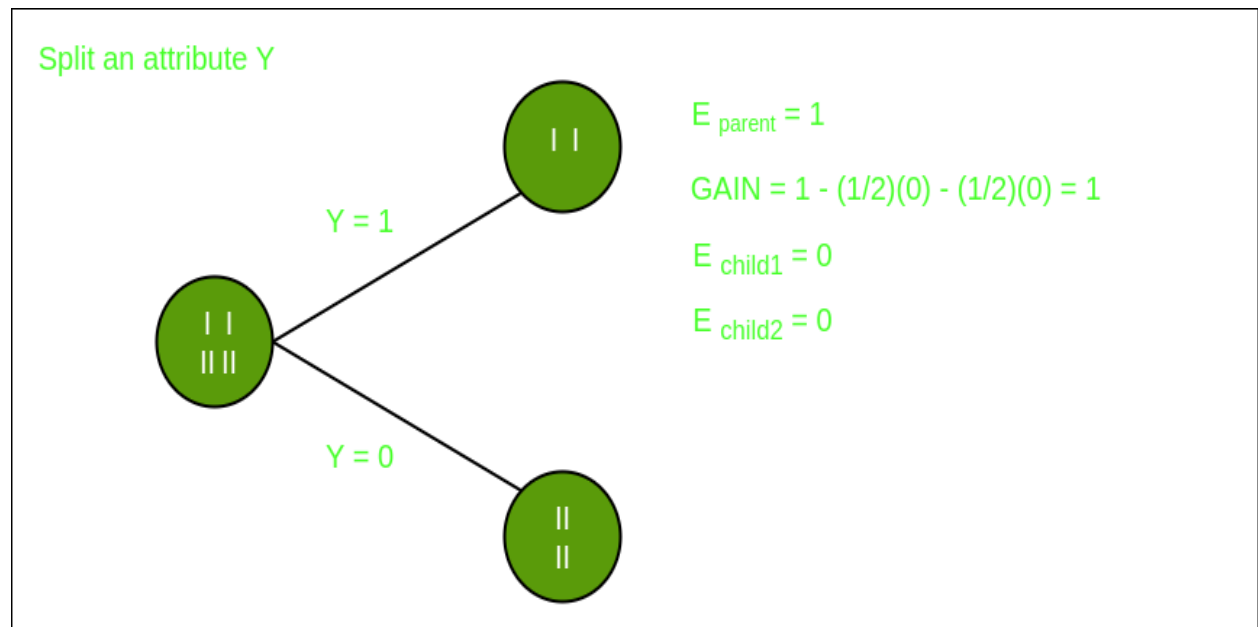 Split an attribute Y
I I
E parent = 1
GAIN = 1 - (1/2)(0) - (1/2)(0) = 1
Y = 1
E child1 = 0
I I
II II
E child2 = 0
Y = 0
II
II